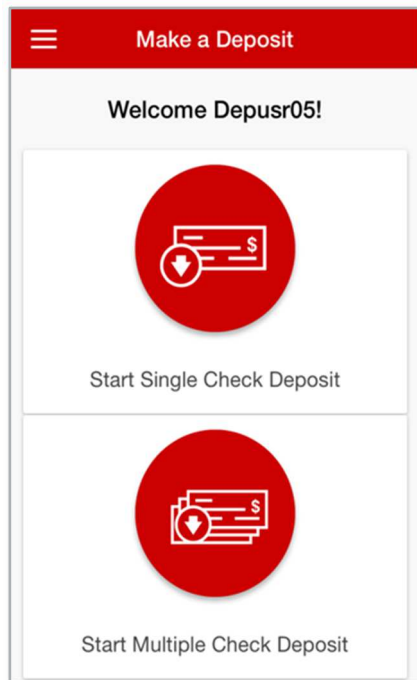 Make a Deposit
Welcome Depusr05!
$
Start Single Check Deposit
$
Start Multiple Check Deposit